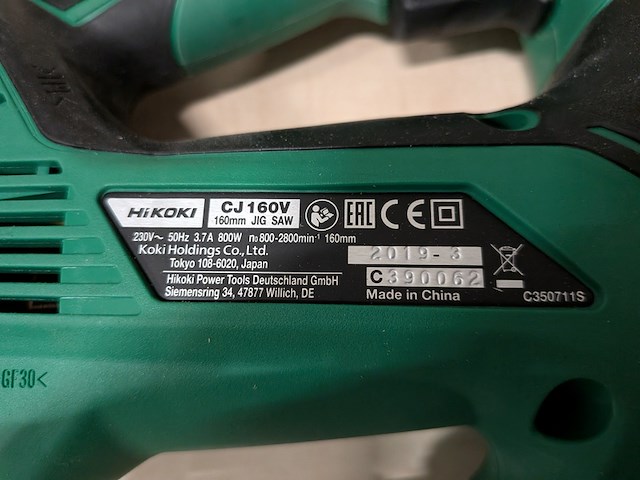 HiKOKI
CJ 160V
160mm JIG SAW
EAC
CE
230V~ 50Hz 3.7A 800W n₀800-2800min⁻¹ 160mm
Koki Holdings Co., Ltd.
Tokyo 108-6020, Japan
2019-3
Hikoki Power Tools Deutschland GmbH
Siemensring 34, 47877 Willich, DE
C390062
Made in China
C350711S
GF30<